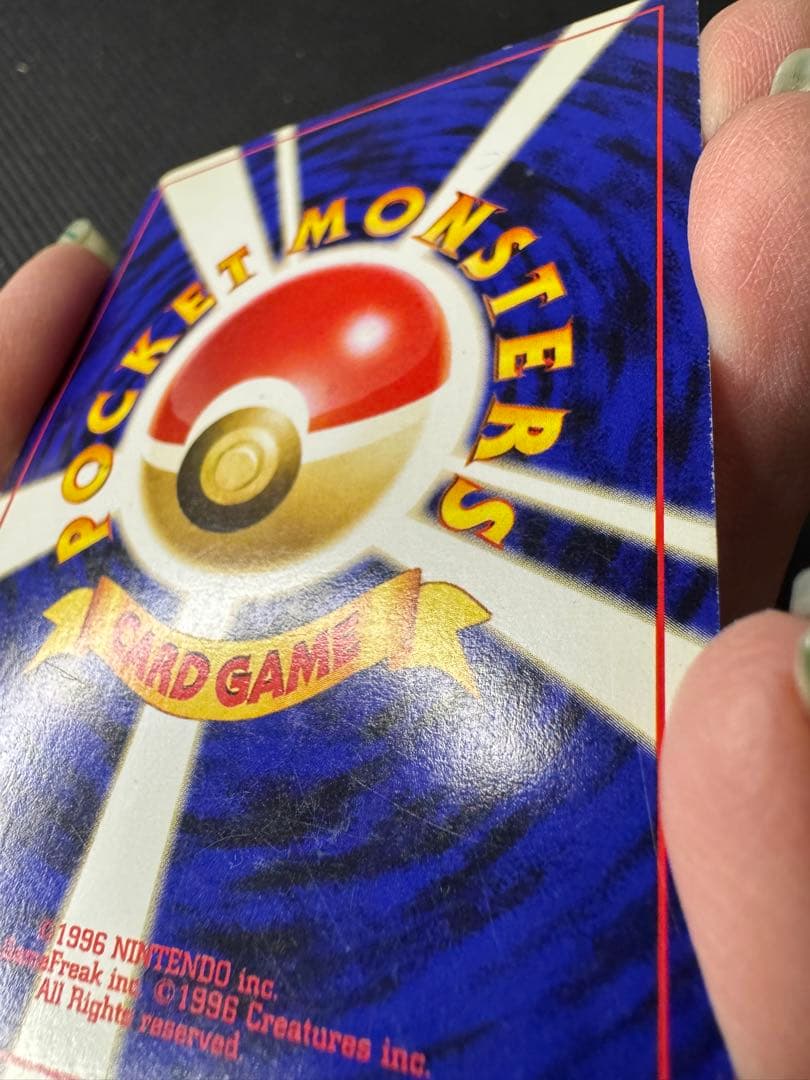 POCKET MONSTERS
CARD GAME
©1996 NINTENDO inc.
GameFreak inc. ©1996 Creatures inc.
All Rights reserved.